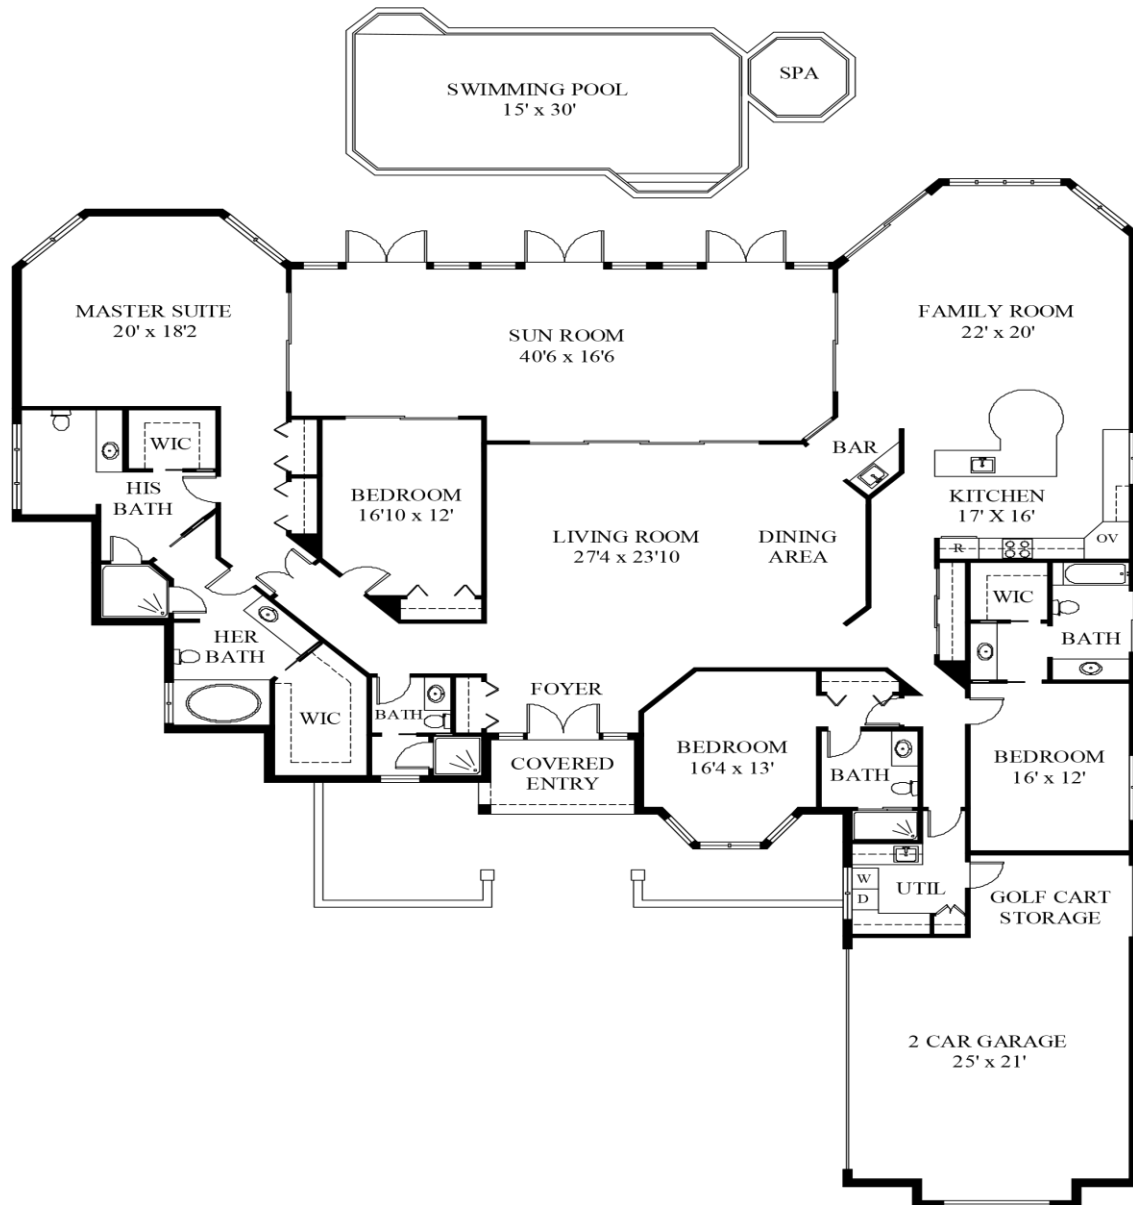 SWIMMING POOL
15' x 30'
SPA
MASTER SUITE
20' x 18'2
SUN ROOM
40'6 x 16'6
FAMILY ROOM
22' x 20'
WIC
HIS
BATH
BEDROOM
16'10 x 12'
LIVING ROOM
27'4 x 23'10
DINING
AREA
BAR
KITCHEN
17' X 16'
R
OV
WIC
BATH
HER
BATH
WIC
BATH
FOYER
COVERED
ENTRY
BEDROOM
16'4 x 13'
BATH
BEDROOM
16' x 12'
W
D
UTIL
GOLF CART
STORAGE
2 CAR GARAGE
25' x 21'